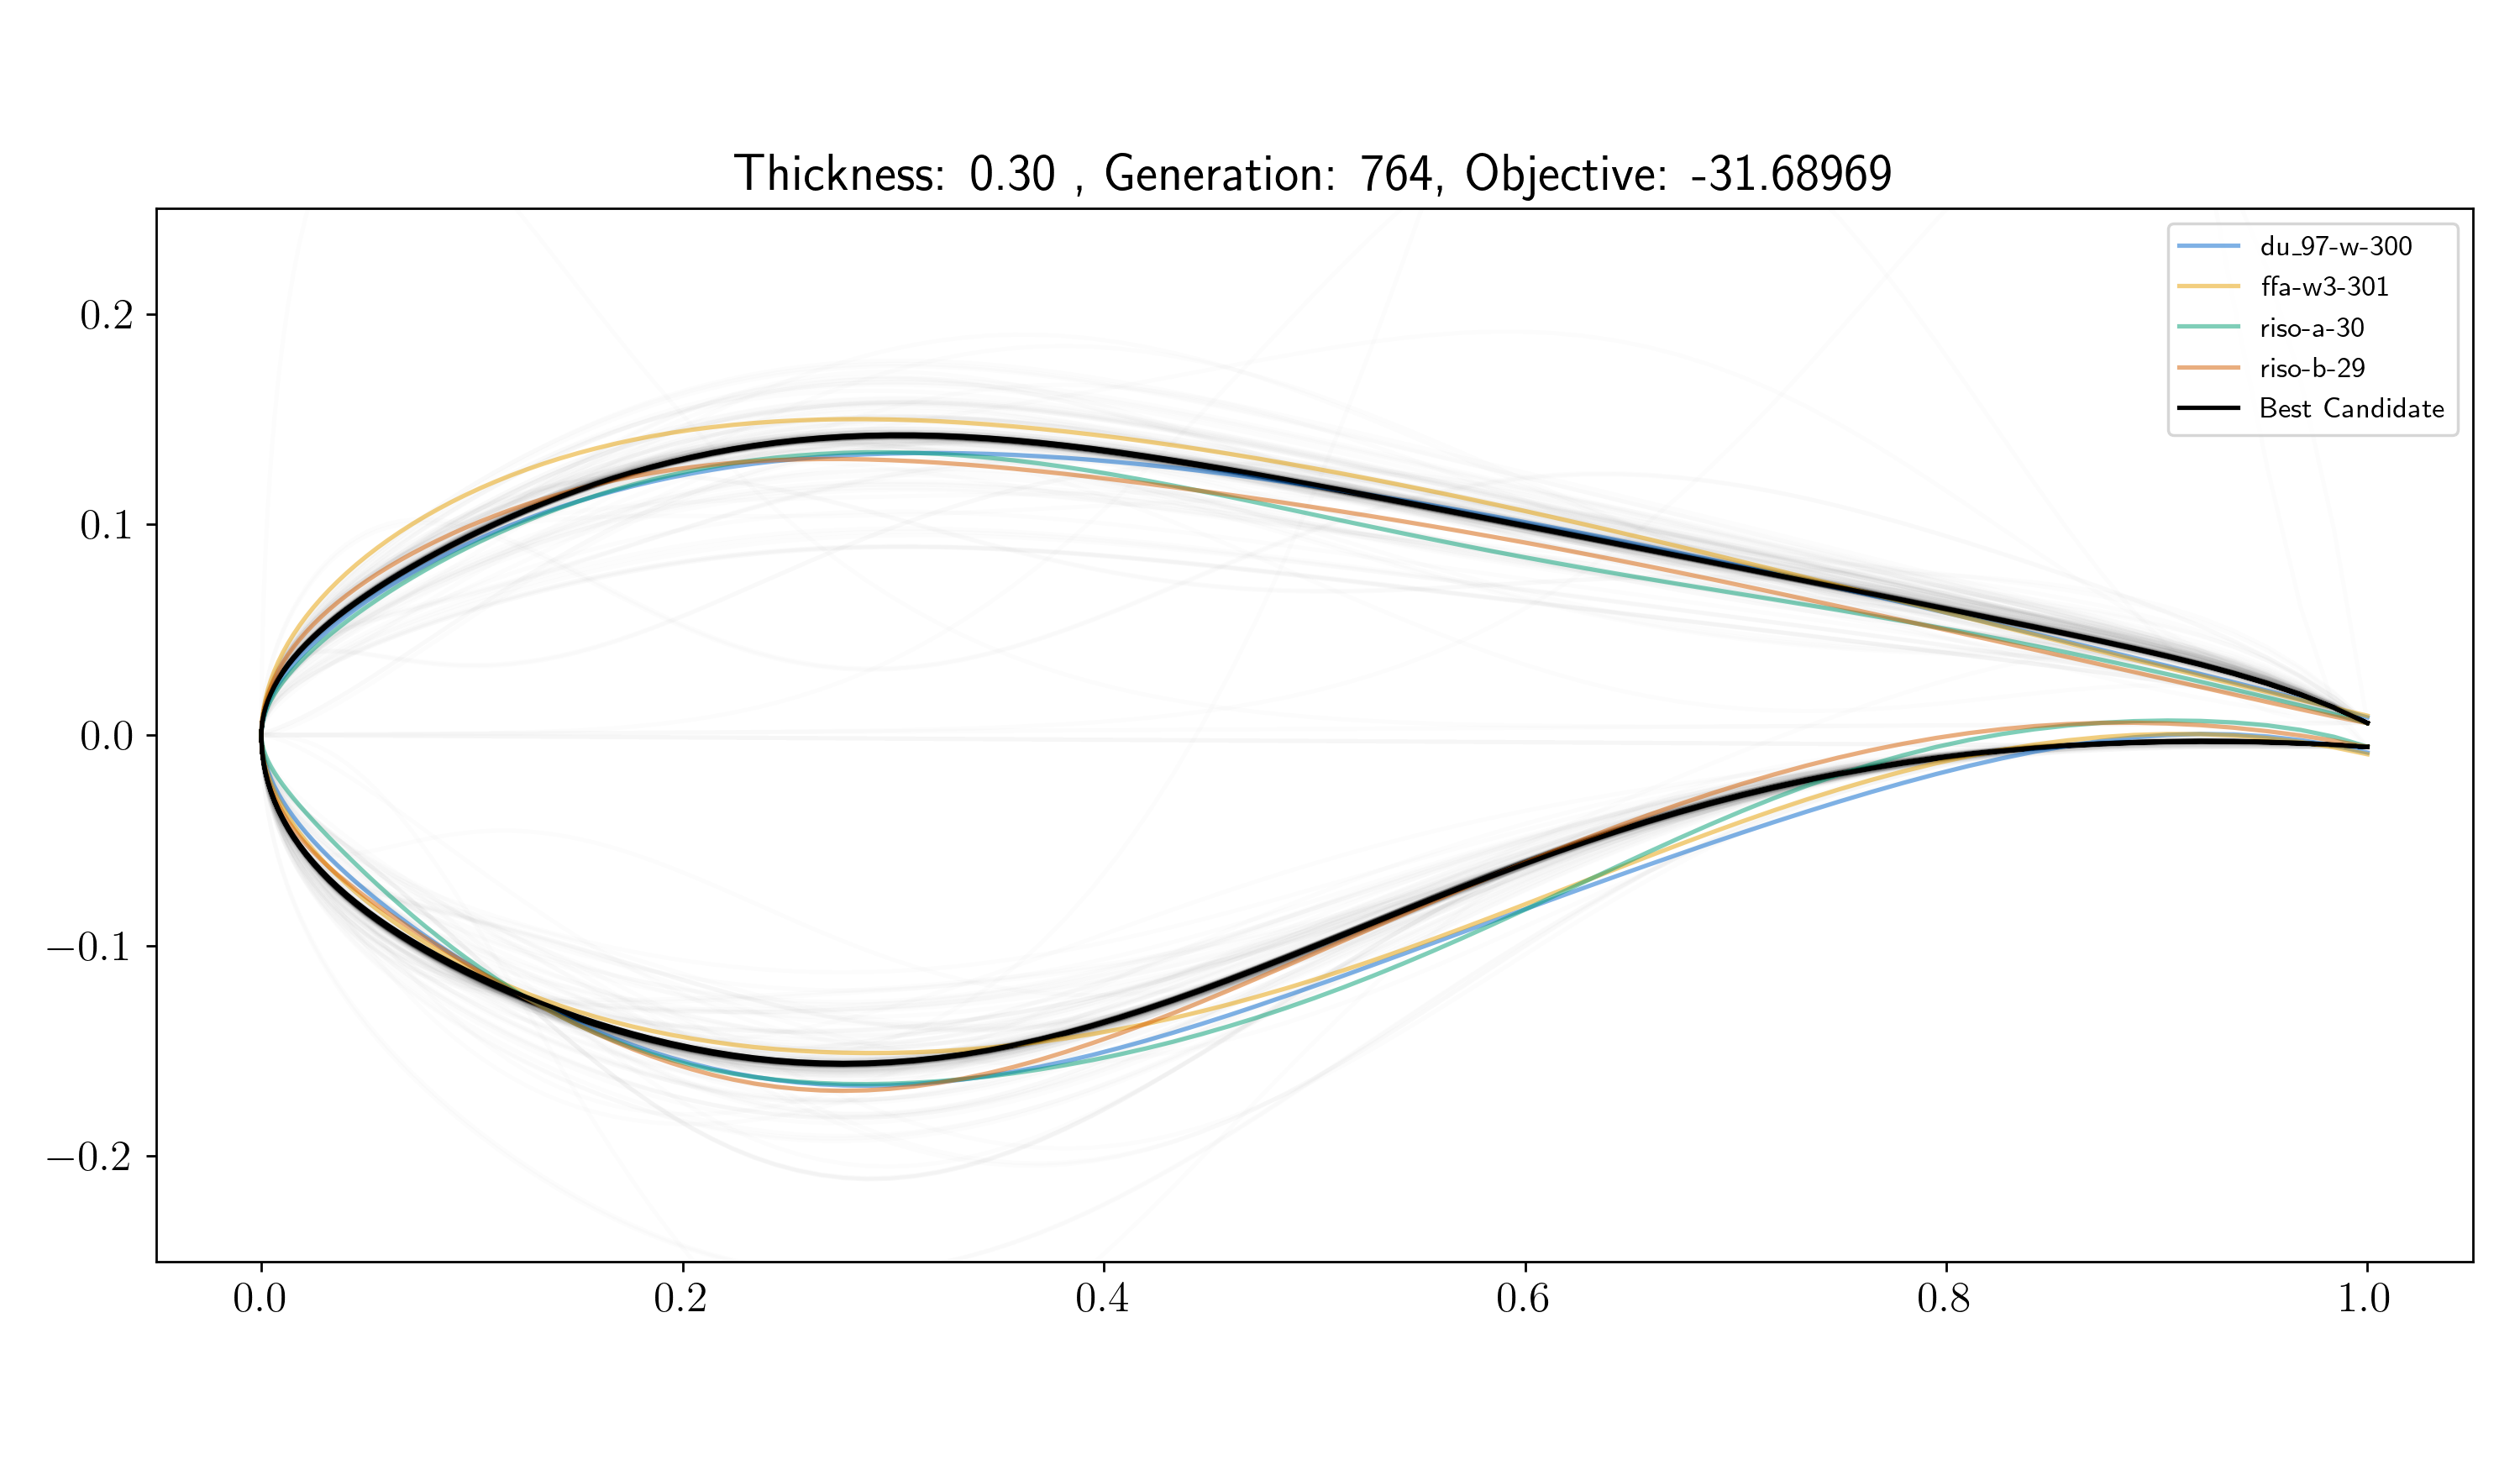 Thickness: 0.30 , Generation: 764, Objective: -31.68969
du_97-w-300
ffa-w3-301
riso-a-30
riso-b-29
Best Candidate
0.2
0.1
0.0
−0.1
−0.2
0.0 0.2 0.4 0.6 0.8 1.0